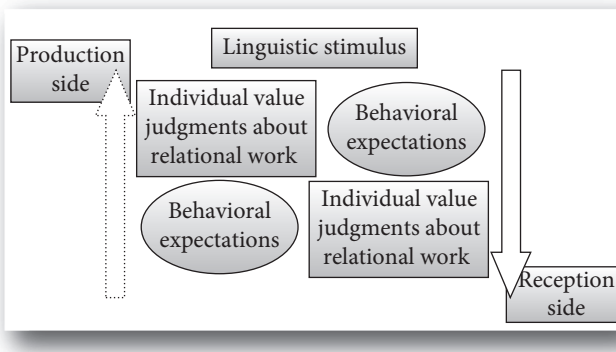 Production
side
Linguistic stimulus
Individual value
judgments about
relational work
Behavioral
expectations
Behavioral
expectations
Individual value
judgments about
relational work
Reception
side